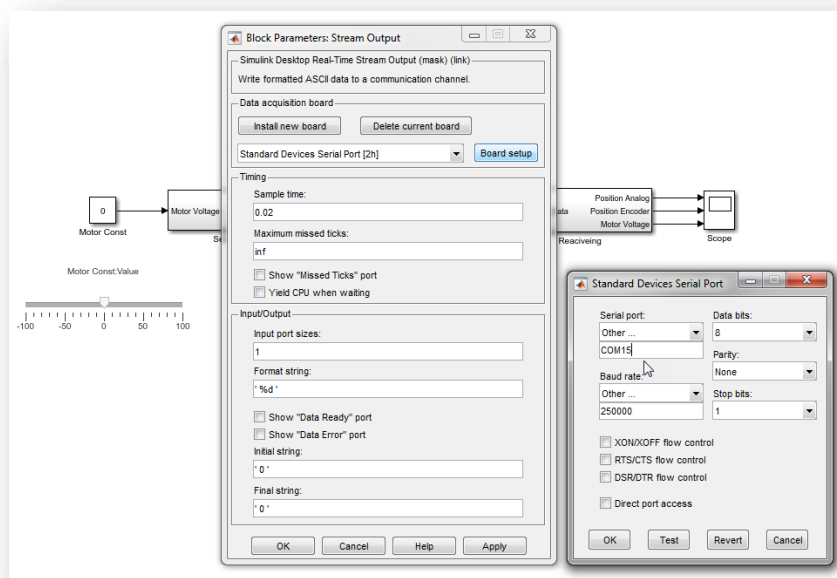 Block Parameters: Stream Output
Simulink Desktop Real-Time Stream Output (mask) (link)
Write formatted ASCII data to a communication channel.
Data acquisition board
Install new board
Delete current board
Standard Devices Serial Port [2h]
Board setup
Timing
Sample time:
0.02
Maximum missed ticks:
inf
Show "Missed Ticks" port
Yield CPU when waiting
Input/Output
Input port sizes:
1
Format string:
' %d '
Show "Data Ready" port
Show "Data Error" port
Initial string:
' 0 '
Final string:
' 0 '
OK
Cancel
Help
Apply
0
Motor Const
Motor Voltage
Se
Motor Const:Value
-100
-50
0
50
100
Position Analog
ata
Position Encoder
Motor Voltage
Reaciveing
Scope
Standard Devices Serial Port
Serial port:
Other ...
COM15
Baud rate:
Other ...
250000
Data bits:
8
Parity:
None
Stop bits:
1
XON/XOFF flow control
RTS/CTS flow control
DSR/DTR flow control
Direct port access
OK
Test
Revert
Cancel